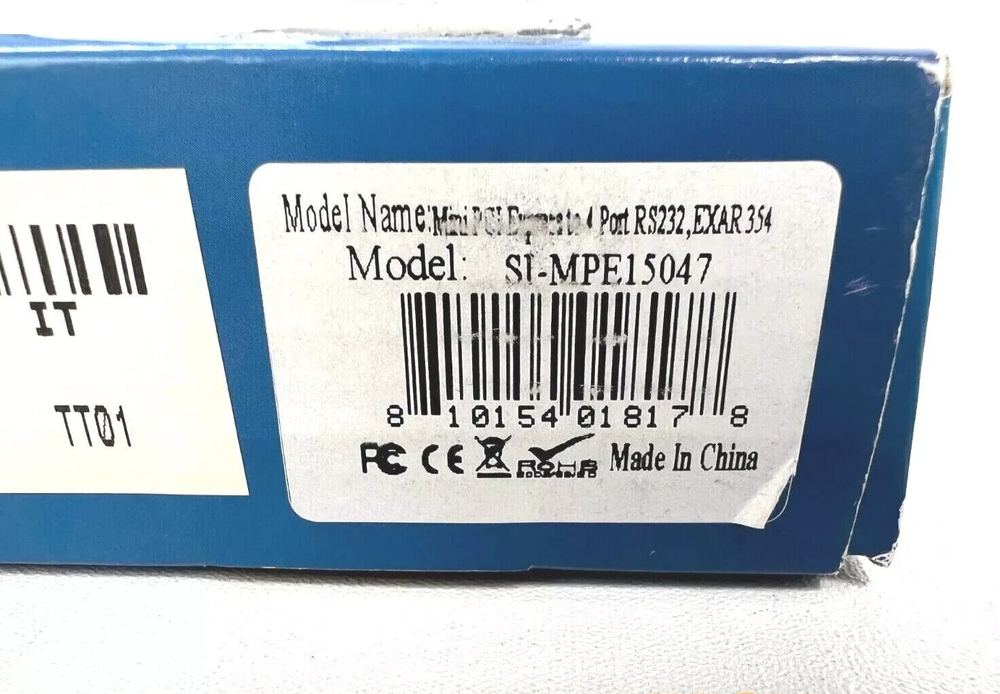 IT
TT01
Model Name:Mini PCI Express to 4 Port RS232,EXAR 354
Model: SI-MPE15047
8 10154 01817 8
FC CE RoHS Made In China